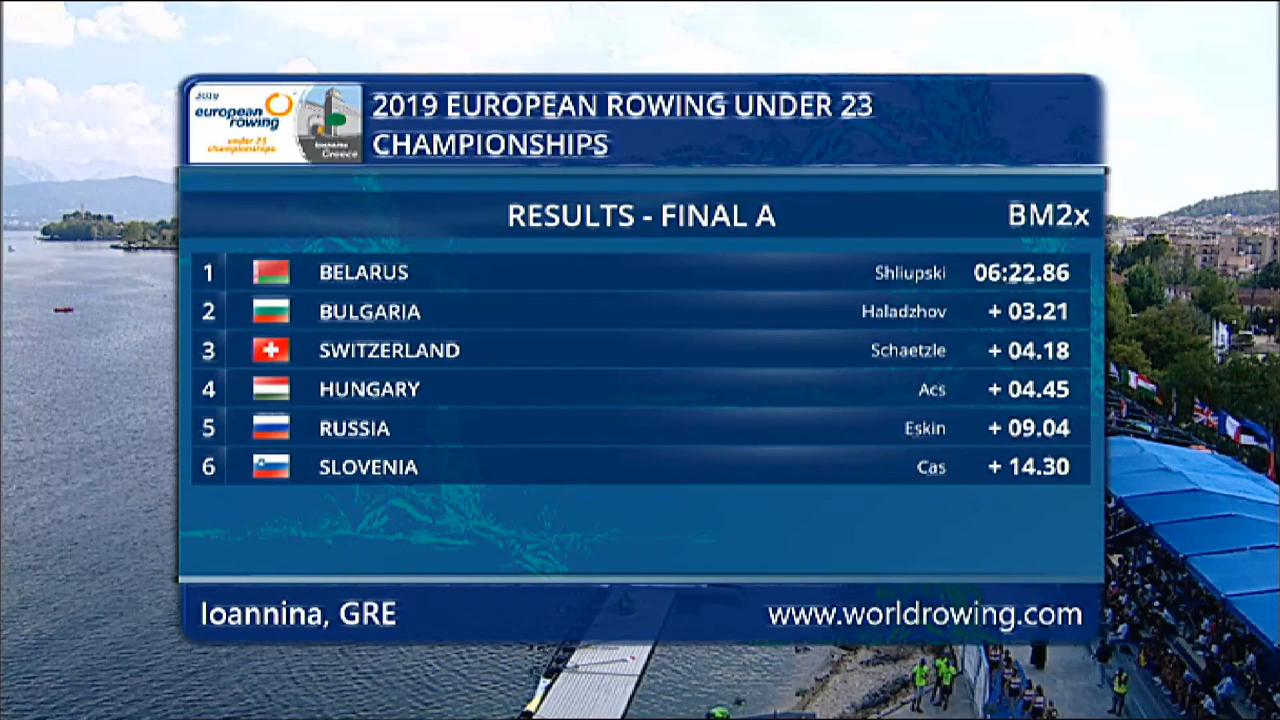 2019
european
rowing
under 23
championships
Ioannina
Greece
2019 EUROPEAN ROWING UNDER 23
CHAMPIONSHIPS
RESULTS - FINAL A BM2x
1 BELARUS Shliupski 06:22.86
2 BULGARIA Haladzhov + 03.21
3 SWITZERLAND Schaetzle + 04.18
4 HUNGARY Acs + 04.45
5 RUSSIA Eskin + 09.04
6 SLOVENIA Cas + 14.30
Ioannina, GRE www.worldrowing.com